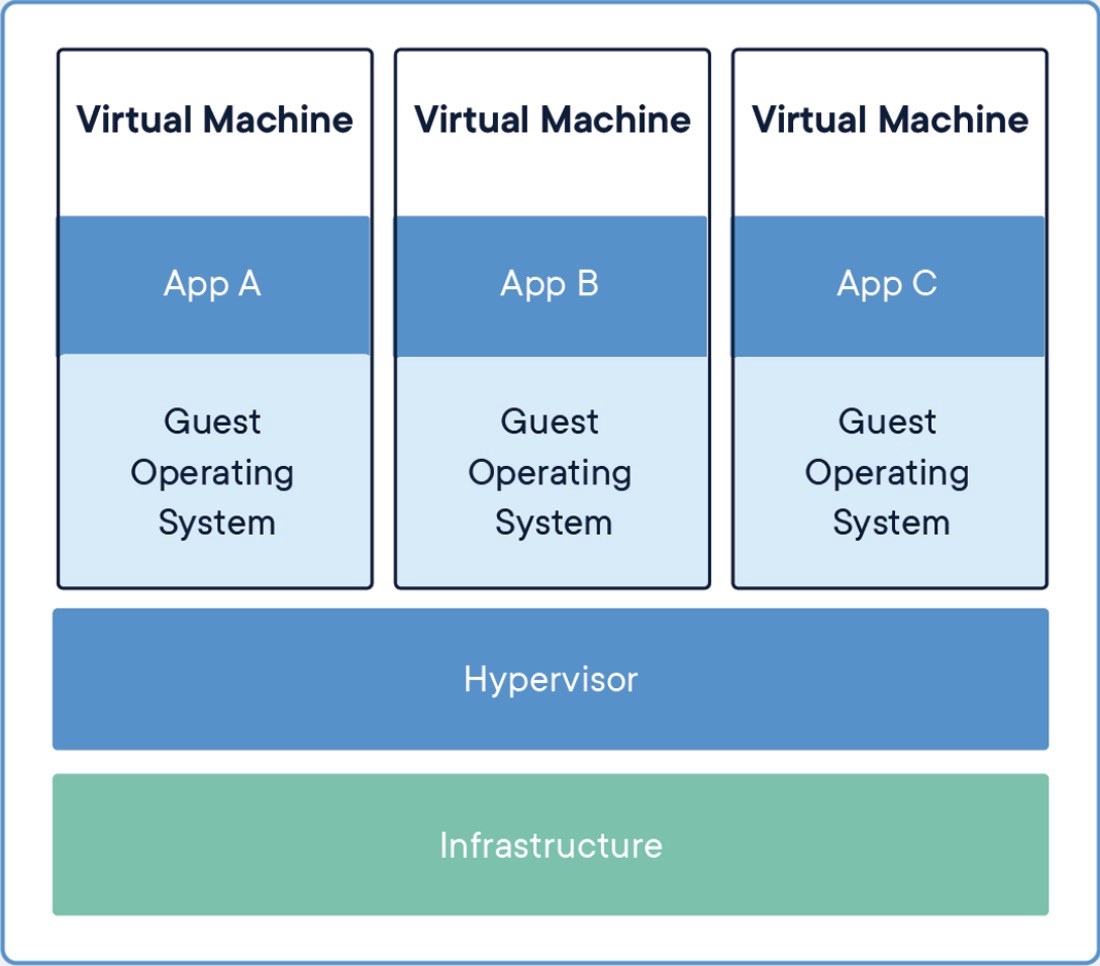 Virtual Machine
App A
Guest
Operating
System
Virtual Machine
App B
Guest
Operating
System
Virtual Machine
App C
Guest
Operating
System
Hypervisor
Infrastructure